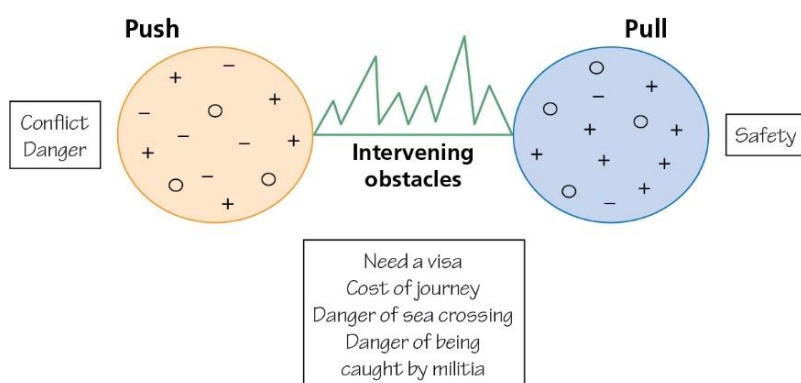 Push
Pull
Conflict
Danger
Intervening
obstacles
Safety
Need a visa
Cost of journey
Danger of sea crossing
Danger of being
caught by militia